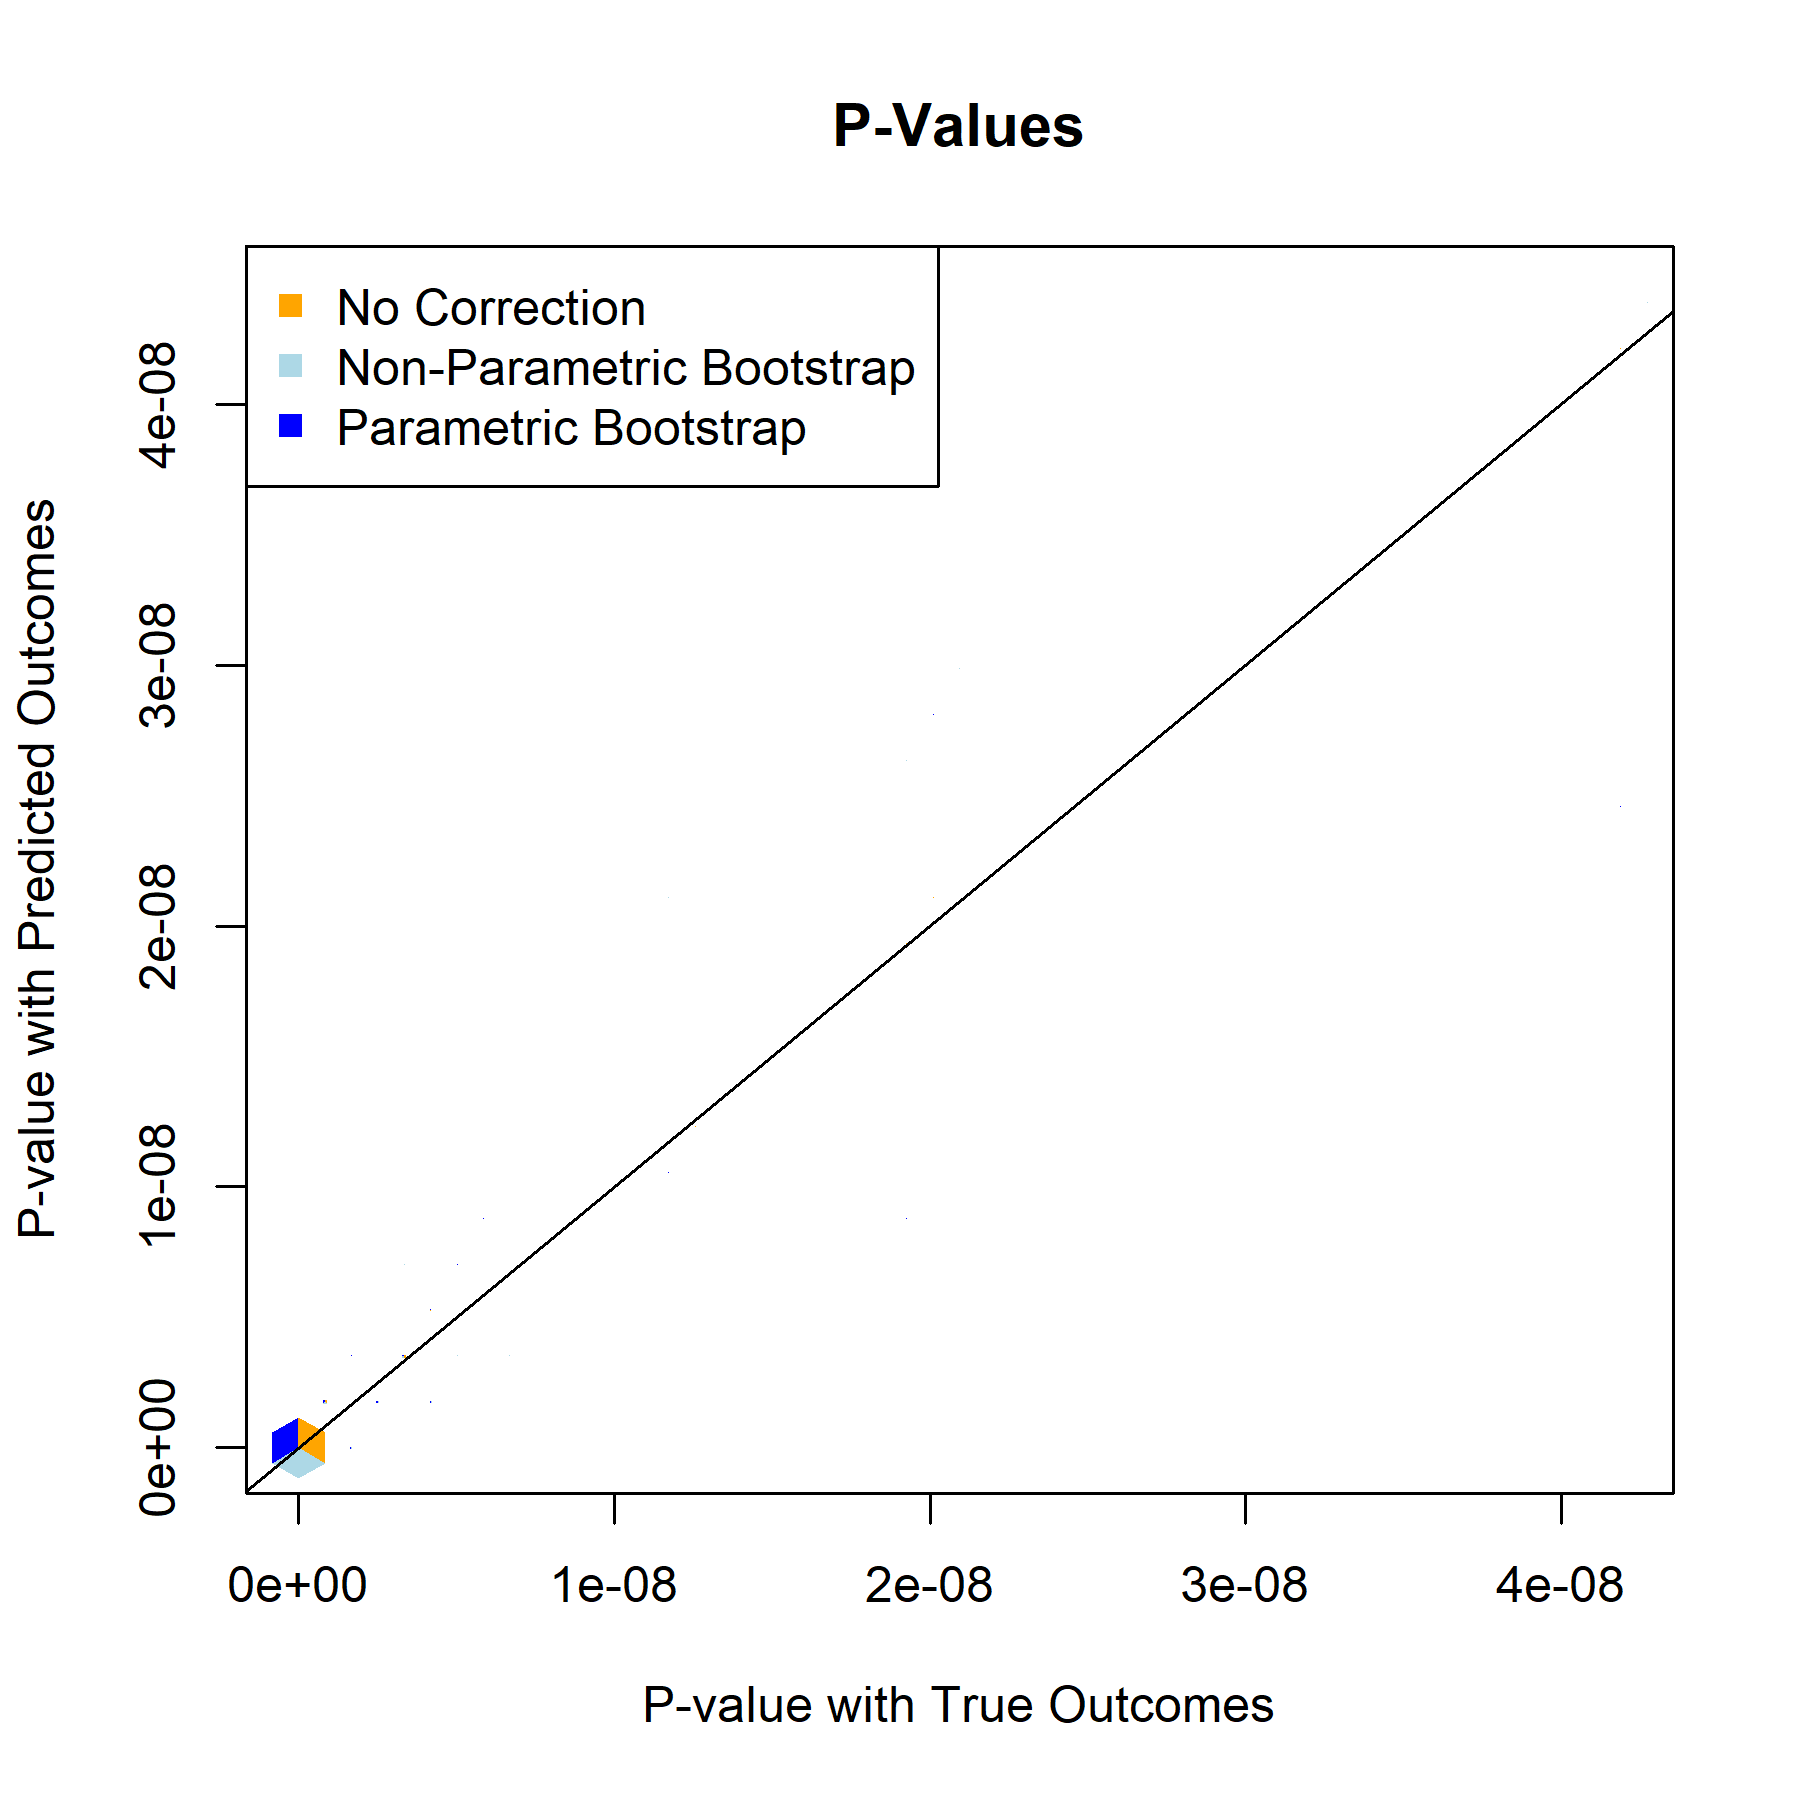 P-Values
No Correction
Non-Parametric Bootstrap
Parametric Bootstrap
P-value with Predicted Outcomes
4e-08
3e-08
2e-08
1e-08
0e+00
0e+00 1e-08 2e-08 3e-08 4e-08
P-value with True Outcomes